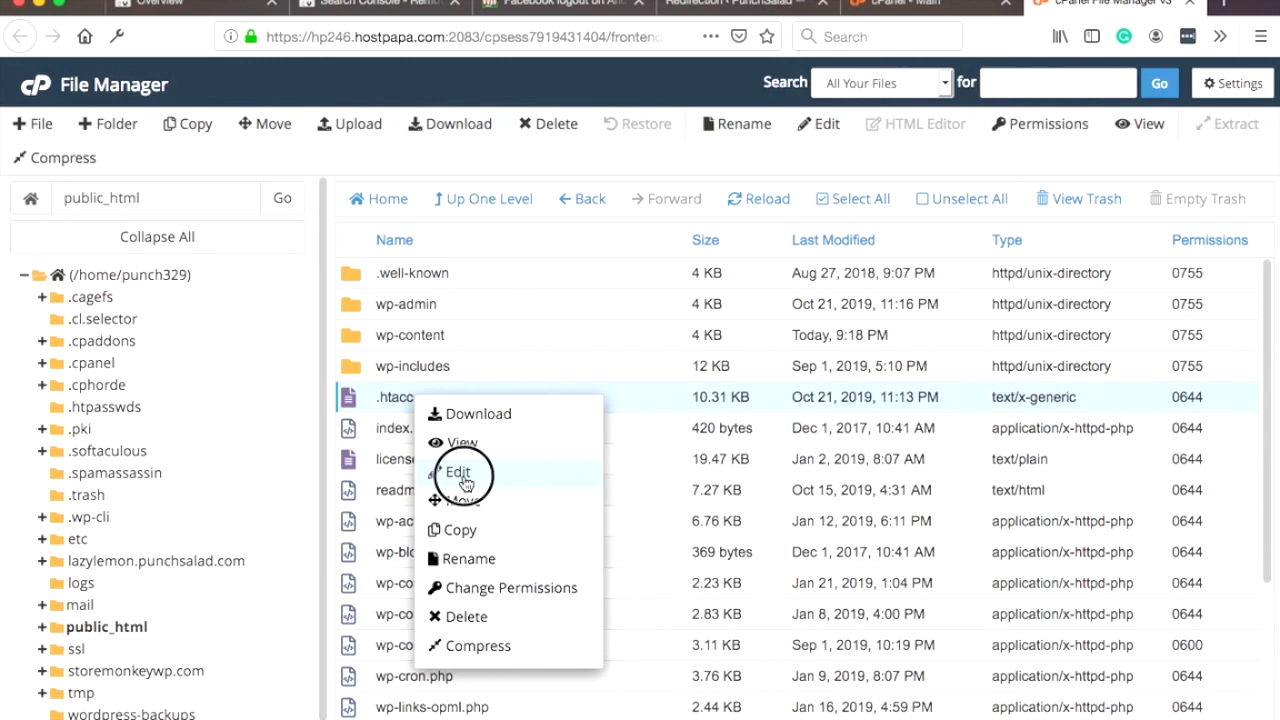 Overview
Search Console - Remo
Facebook logout on An
Redirection ‹ PunchSalad —
cPanel - Main
cPanel File Manager v3
https://hp246.hostpapa.com:2083/cpsess7919431404/frontend
Search
cP File Manager
Search All Your Files for Go Settings
File Folder Copy Move Upload Download Delete Restore Rename Edit HTML Editor Permissions View Extract
Compress
public_html Go
Home Up One Level Back Forward Reload Select All Unselect All View Trash Empty Trash
Collapse All
(/home/punch329)
.cagefs
.cl.selector
.cpaddons
.cpanel
.cphorde
.htpasswds
.pki
.softaculous
.spamassassin
.trash
.wp-cli
etc
lazylemon.punchsalad.com
logs
mail
public_html
ssl
storemonkeywp.com
tmp
wordpress-backups
Name Size Last Modified Type Permissions
.well-known 4 KB Aug 27, 2018, 9:07 PM httpd/unix-directory 0755
wp-admin 4 KB Oct 21, 2019, 11:16 PM httpd/unix-directory 0755
wp-content 4 KB Today, 9:18 PM httpd/unix-directory 0755
wp-includes 12 KB Sep 1, 2019, 5:10 PM httpd/unix-directory 0755
.htacc 10.31 KB Oct 21, 2019, 11:13 PM text/x-generic 0644
index. 420 bytes Dec 1, 2017, 10:41 AM application/x-httpd-php 0644
license 19.47 KB Jan 2, 2019, 8:07 AM text/plain 0644
readm 7.27 KB Oct 15, 2019, 4:31 AM text/html 0644
wp-ac 6.76 KB Jan 12, 2019, 6:11 PM application/x-httpd-php 0644
wp-blo 369 bytes Dec 1, 2017, 10:41 AM application/x-httpd-php 0644
wp-co 2.23 KB Jan 21, 2019, 1:04 PM application/x-httpd-php 0644
wp-co 2.83 KB Jan 8, 2019, 4:00 PM application/x-httpd-php 0644
wp-co 3.11 KB Sep 1, 2019, 10:19 PM application/x-httpd-php 0600
wp-cron.php 3.76 KB Jan 9, 2019, 8:07 PM application/x-httpd-php 0644
wp-links-opml.php 2.44 KB Jan 16, 2019, 4:59 PM application/x-httpd-php 0644
Download
View
Edit
Move
Copy
Rename
Change Permissions
Delete
Compress